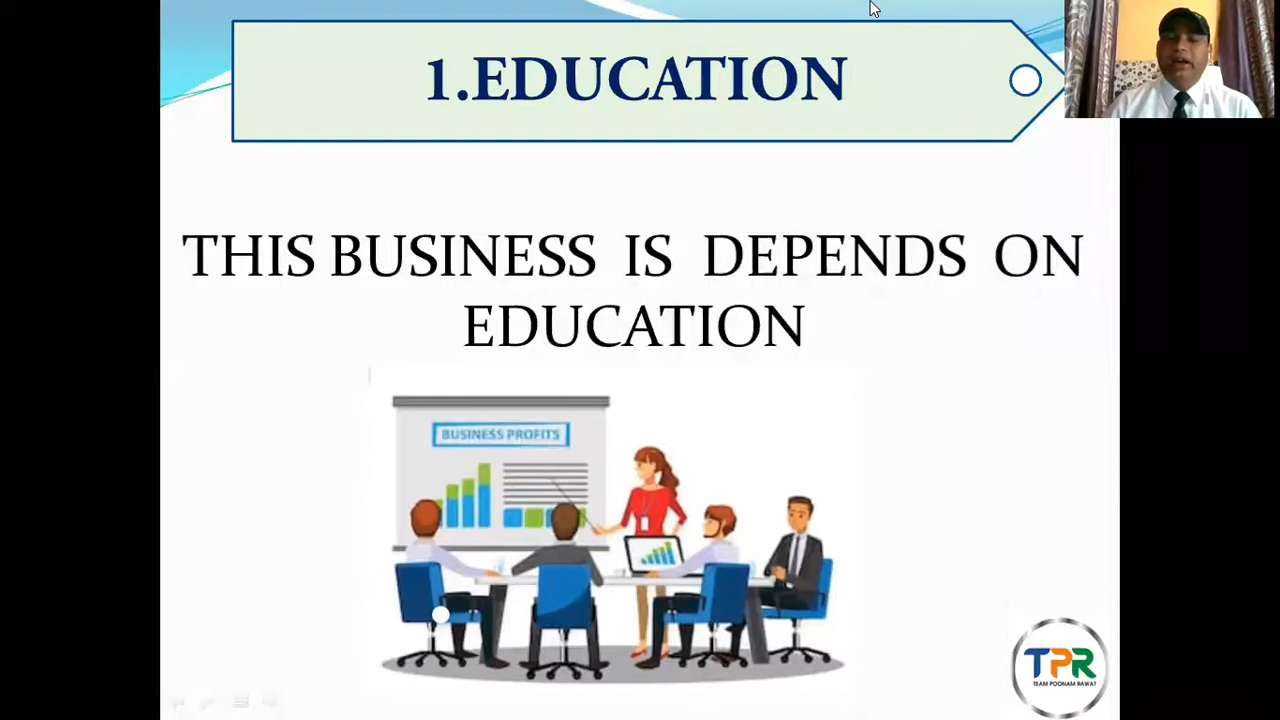 1.EDUCATION
THIS BUSINESS IS DEPENDS ON
EDUCATION
BUSINESS PROFITS
TPR
TEAM POONAM RAWAT